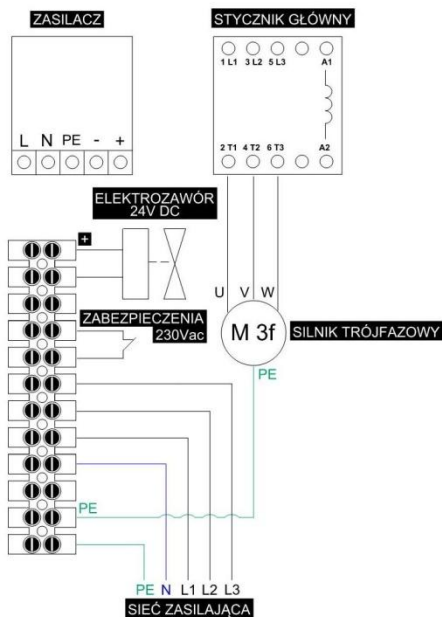 ZASILACZ
STYCZNIK GŁÓWNY
1 L1 3 L2 5 L3 A1
L N PE - +
2 T1 4 T2 6 T3 A2
ELEKTROZAWÓR
24V DC
+
U V W
ZABEZPIECZENIA
230Vac
M 3f
SILNIK TRÓJFAZOWY
PE
PE
PE N L1 L2 L3
SIEĆ ZASILAJĄCA